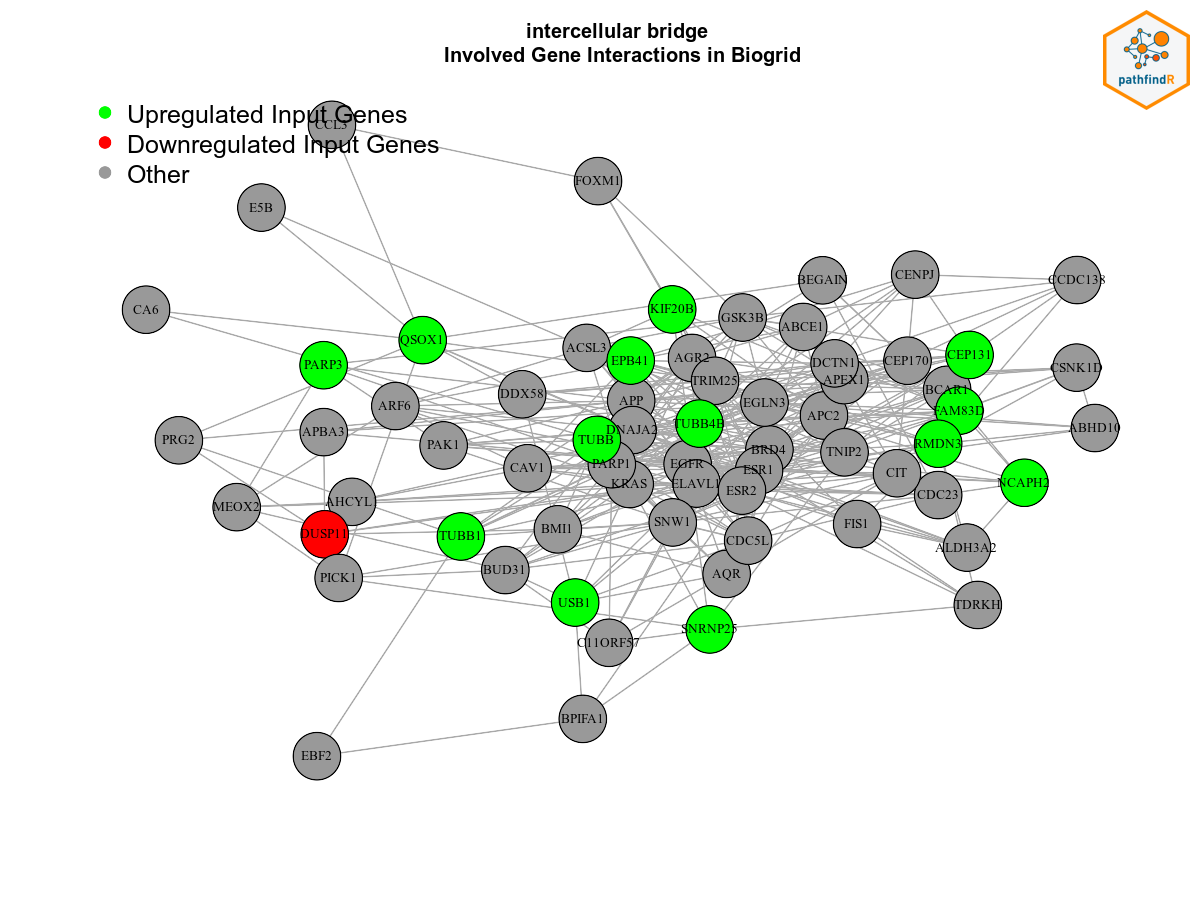 intercellular bridge
Involved Gene Interactions in Biogrid
pathfindR
Upregulated Input Genes
Downregulated Input Genes
Other
CCL3
FOXM1
E5B
BEGAIN
CENPJ
CCDC138
CA6
KIF20B
GSK3B
ABCE1
QSOX1
ACSL3
EPB41
AGR2
DCTN1
CEP170
CEP131
PARP3
CSNK1D
TRIM25
APEX1
BCAR1
DDX58
ARF6
APP
EGLN3
APC2
FAM83D
TUBB4B
ABHD10
APBA3
DNAJA2
PRG2
TUBB
PAK1
RMDN3
BRD4
TNIP2
CAV1
PARP1
EGFR
ESR1
CIT
KRAS
ELAVL1
NCAPH2
ESR2
CDC23
AHCYL
MEOX2
SNW1
FIS1
BMI1
DUSP11
TUBB1
CDC5L
ALDH3A2
BUD31
AQR
PICK1
USB1
TDRKH
SNRNP25
C11ORF57
BPIFA1
EBF2